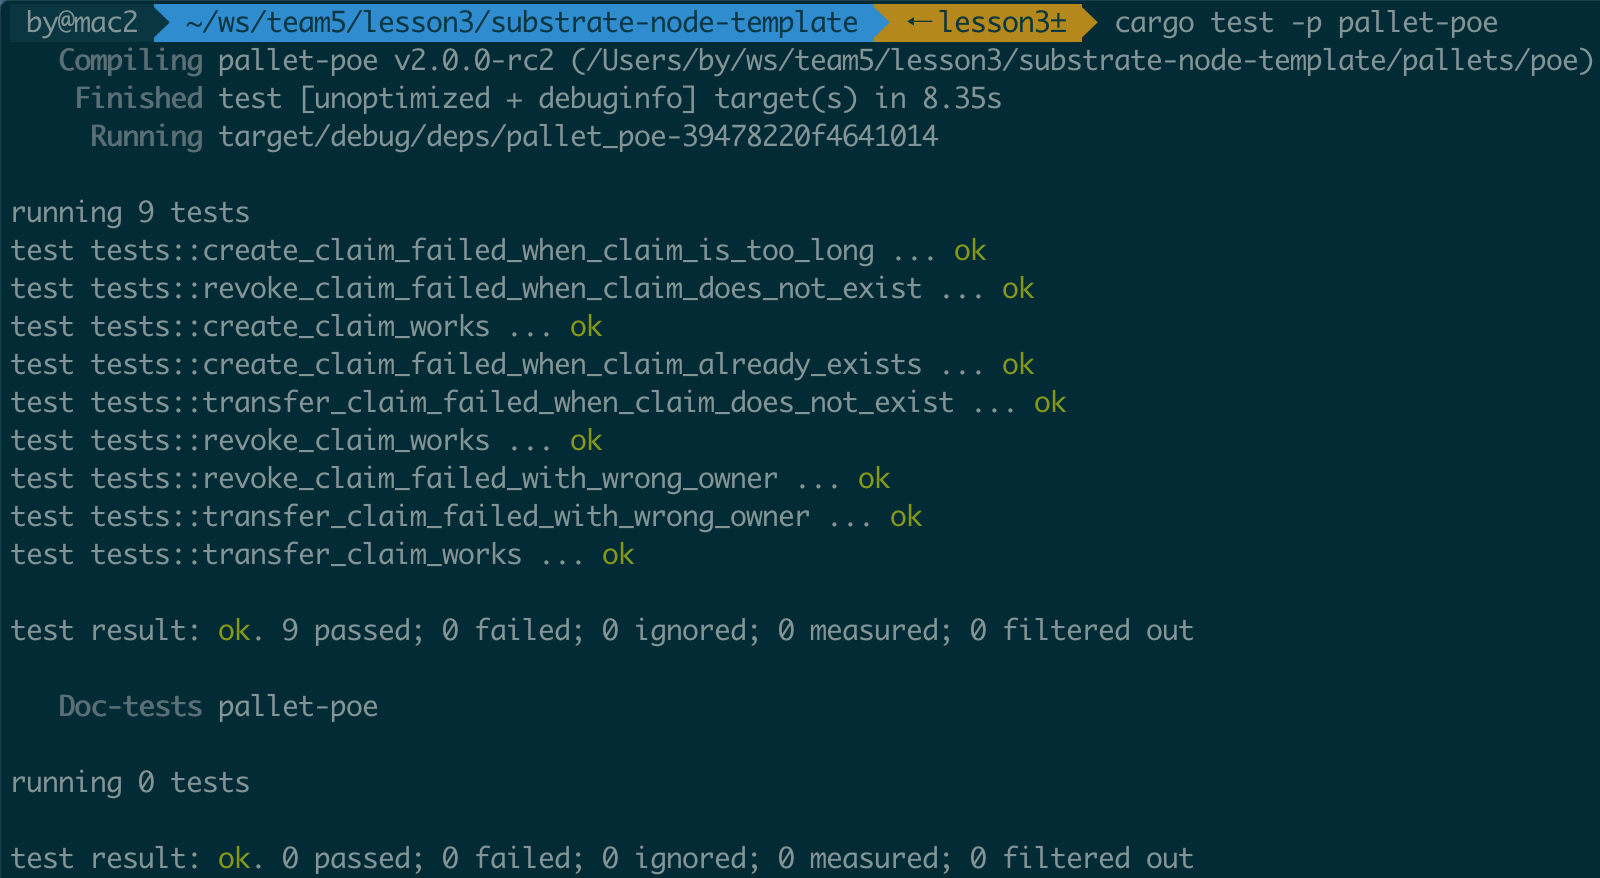 by@mac2 ~/ws/team5/lesson3/substrate-node-template ← lesson3± cargo test -p pallet-poe
Compiling pallet-poe v2.0.0-rc2 (/Users/by/ws/team5/lesson3/substrate-node-template/pallets/poe)
Finished test [unoptimized + debuginfo] target(s) in 8.35s
Running target/debug/deps/pallet_poe-39478220f4641014
running 9 tests
test tests::create_claim_failed_when_claim_is_too_long ... ok
test tests::revoke_claim_failed_when_claim_does_not_exist ... ok
test tests::create_claim_works ... ok
test tests::create_claim_failed_when_claim_already_exists ... ok
test tests::transfer_claim_failed_when_claim_does_not_exist ... ok
test tests::revoke_claim_works ... ok
test tests::revoke_claim_failed_with_wrong_owner ... ok
test tests::transfer_claim_failed_with_wrong_owner ... ok
test tests::transfer_claim_works ... ok
test result: ok. 9 passed; 0 failed; 0 ignored; 0 measured; 0 filtered out
Doc-tests pallet-poe
running 0 tests
test result: ok. 0 passed; 0 failed; 0 ignored; 0 measured; 0 filtered out